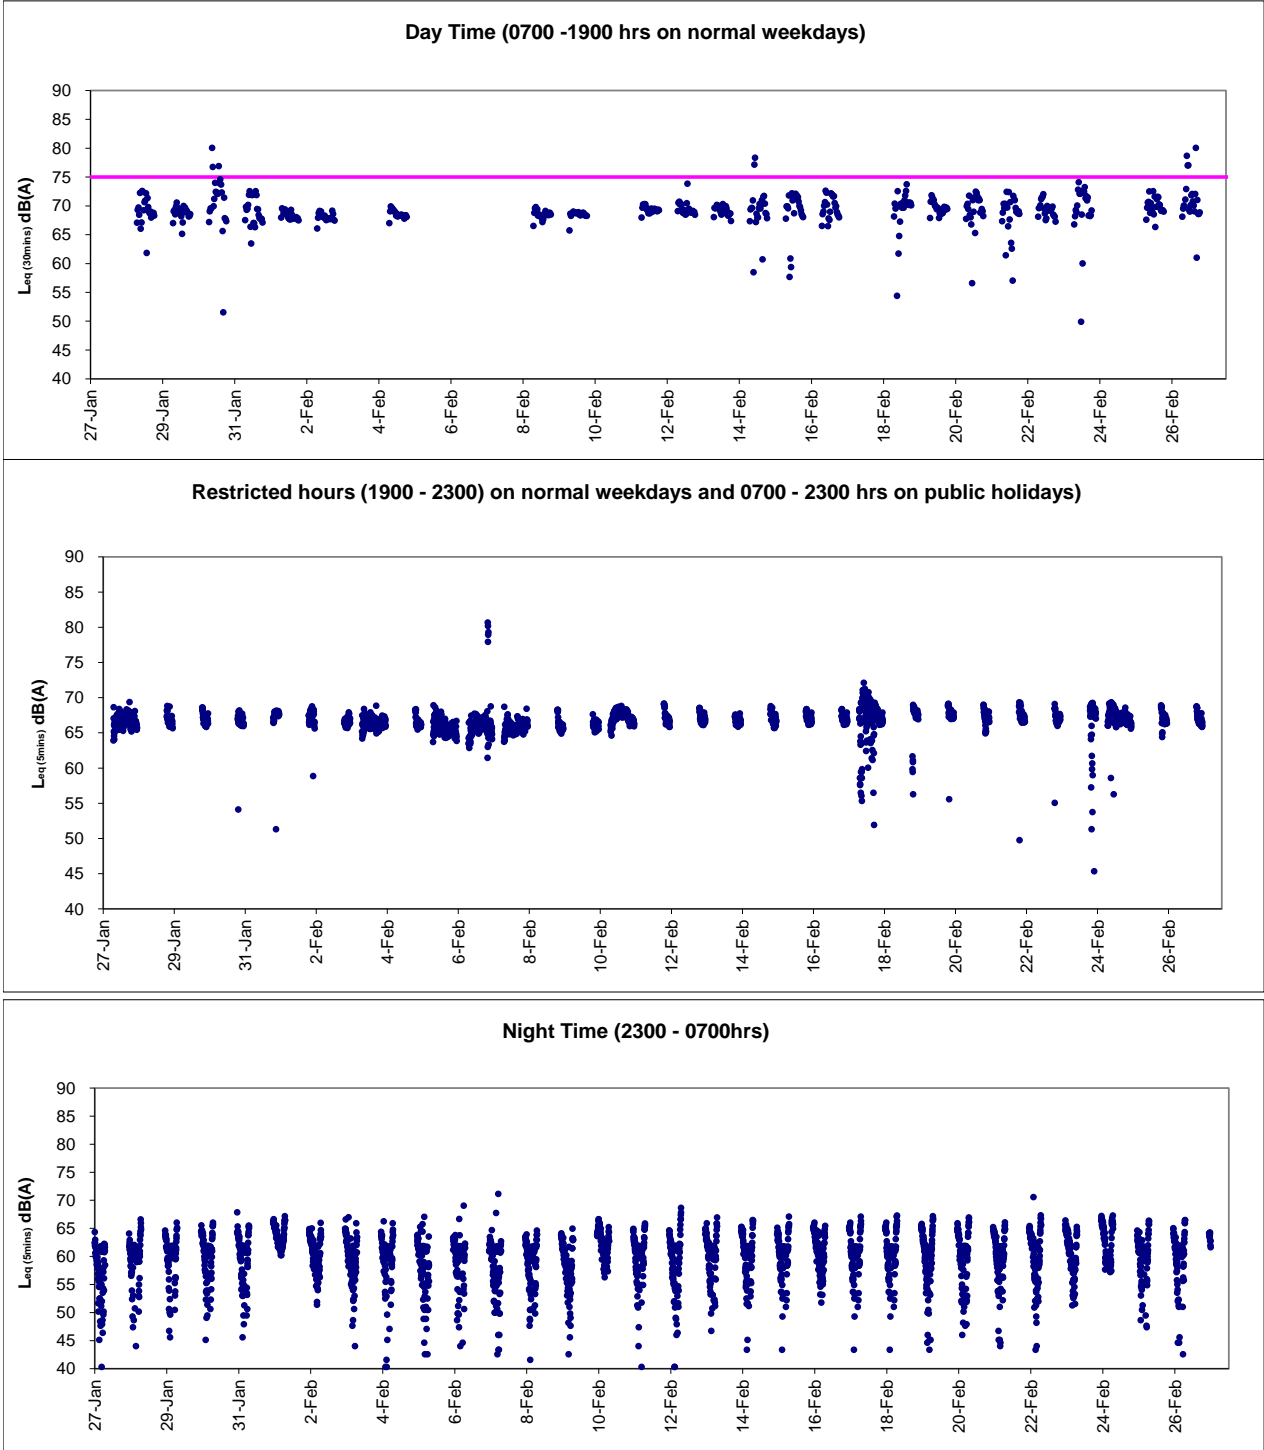 Day Time (0700 -1900 hrs on normal weekdays)
90
85
80
75
70
65
60
55
50
45
40
Leq (30mins) dB(A)
27-Jan
29-Jan
31-Jan
2-Feb
4-Feb
6-Feb
8-Feb
10-Feb
12-Feb
14-Feb
16-Feb
18-Feb
20-Feb
22-Feb
24-Feb
26-Feb
Restricted hours (1900 - 2300) on normal weekdays and 0700 - 2300 hrs on public holidays)
90
85
80
75
70
65
60
55
50
45
40
Leq (5mins) dB(A)
27-Jan
29-Jan
31-Jan
2-Feb
4-Feb
6-Feb
8-Feb
10-Feb
12-Feb
14-Feb
16-Feb
18-Feb
20-Feb
22-Feb
24-Feb
26-Feb
Night Time (2300 - 0700hrs)
90
85
80
75
70
65
60
55
50
45
40
Leq (5mins) dB(A)
27-Jan
29-Jan
31-Jan
2-Feb
4-Feb
6-Feb
8-Feb
10-Feb
12-Feb
14-Feb
16-Feb
18-Feb
20-Feb
22-Feb
24-Feb
26-Feb